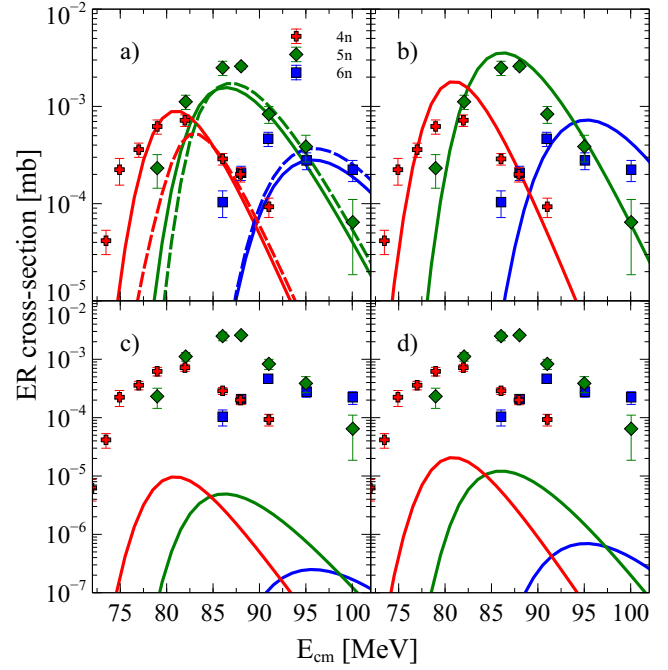 10⁻²
a)
4n
5n
6n
b)
10⁻³
10⁻⁴
10⁻⁵
ER cross-section [mb]
c)
d)
10⁻²
10⁻³
10⁻⁴
10⁻⁵
10⁻⁶
10⁻⁷
75 80 85 90 95 100 75 80 85 90 95 100
E_cm [MeV]